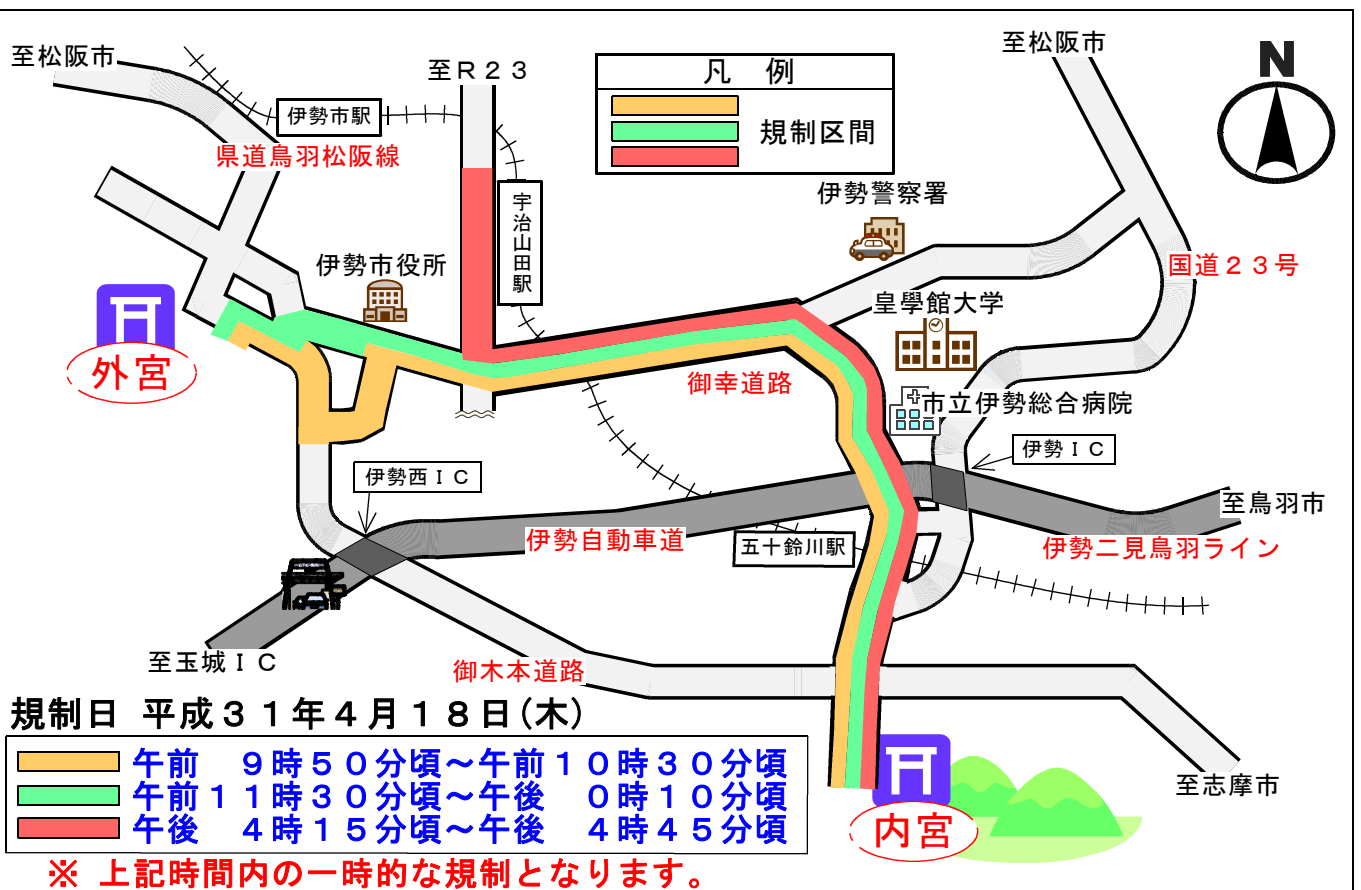 至松阪市
至Ｒ２３
至松阪市
凡　例
規制区間
N
伊勢市駅
県道鳥羽松阪線
宇治山田駅
伊勢警察署
伊勢市役所
国道２３号
皇學館大学
外宮
御幸道路
市立伊勢総合病院
伊勢ＩＣ
伊勢西ＩＣ
至鳥羽市
伊勢自動車道
五十鈴川駅
伊勢二見鳥羽ライン
至玉城ＩＣ
御木本道路
規制日 平成３１年４月１８日(木)
午前　９時５０分頃～午前１０時３０分頃
午前１１時３０分頃～午後　０時１０分頃
午後　４時１５分頃～午後　４時４５分頃
至志摩市
内宮
※ 上記時間内の一時的な規制となります。